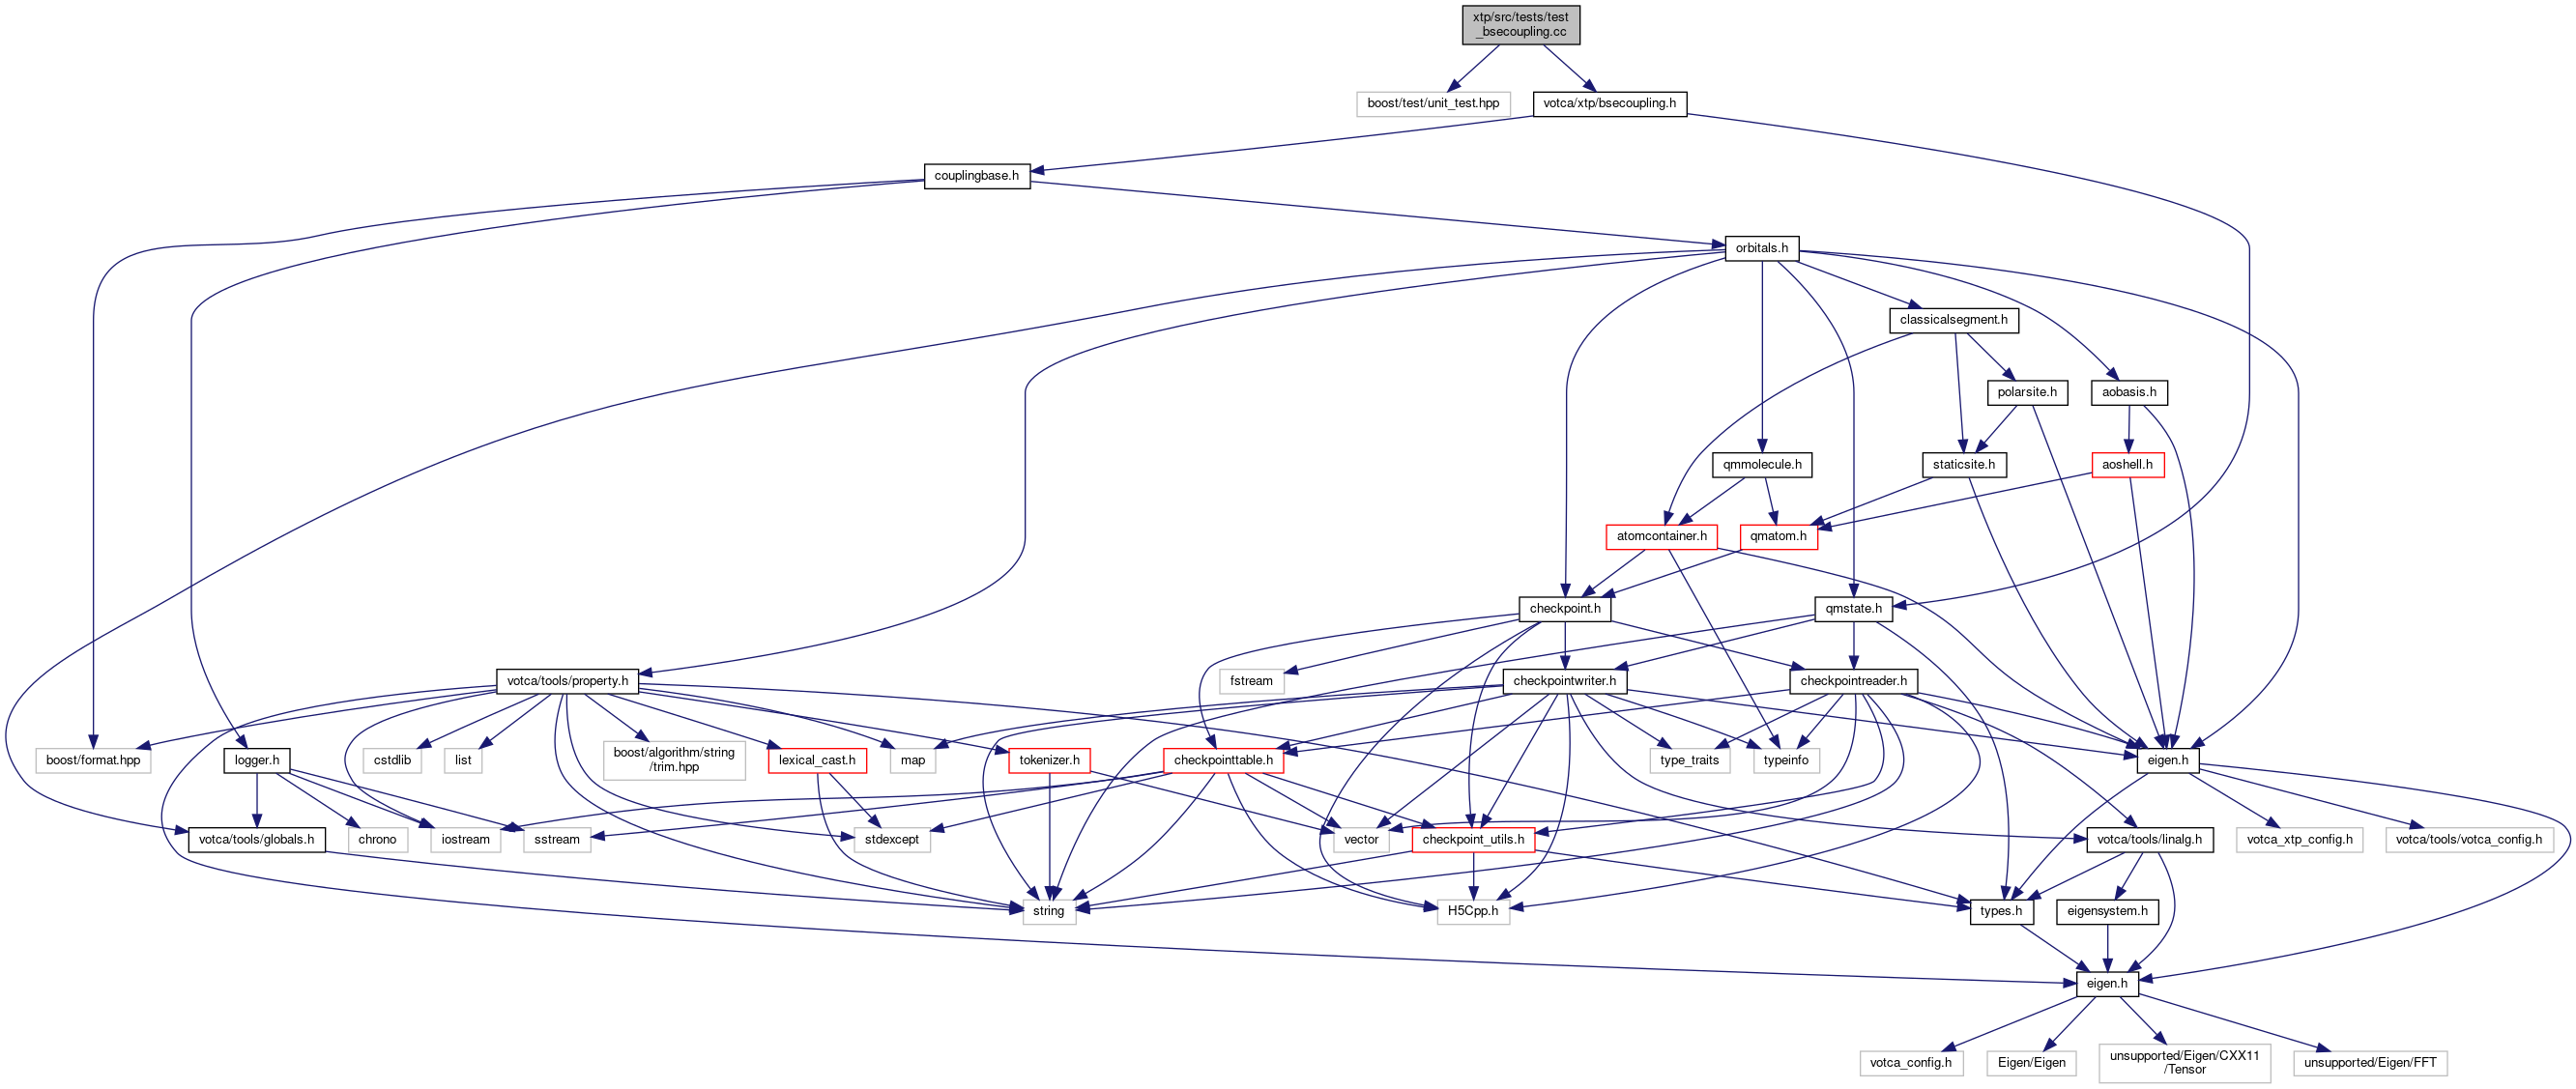 xtp/src/tests/test
_bsecoupling.cc
boost/test/unit_test.hpp
votca/xtp/bsecoupling.h
couplingbase.h
orbitals.h
classicalsegment.h
polarsite.h
aobasis.h
qmmolecule.h
staticsite.h
aoshell.h
atomcontainer.h
qmatom.h
checkpoint.h
qmstate.h
votca/tools/property.h
fstream
checkpointwriter.h
checkpointreader.h
boost/format.hpp
logger.h
cstdlib
list
boost/algorithm/string
/trim.hpp
lexical_cast.h
map
tokenizer.h
checkpointtable.h
type_traits
typeinfo
eigen.h
votca/tools/globals.h
chrono
iostream
sstream
stdexcept
vector
checkpoint_utils.h
votca/tools/linalg.h
votca_xtp_config.h
votca/tools/votca_config.h
string
H5Cpp.h
types.h
eigensystem.h
eigen.h
votca_config.h
Eigen/Eigen
unsupported/Eigen/CXX11
/Tensor
unsupported/Eigen/FFT